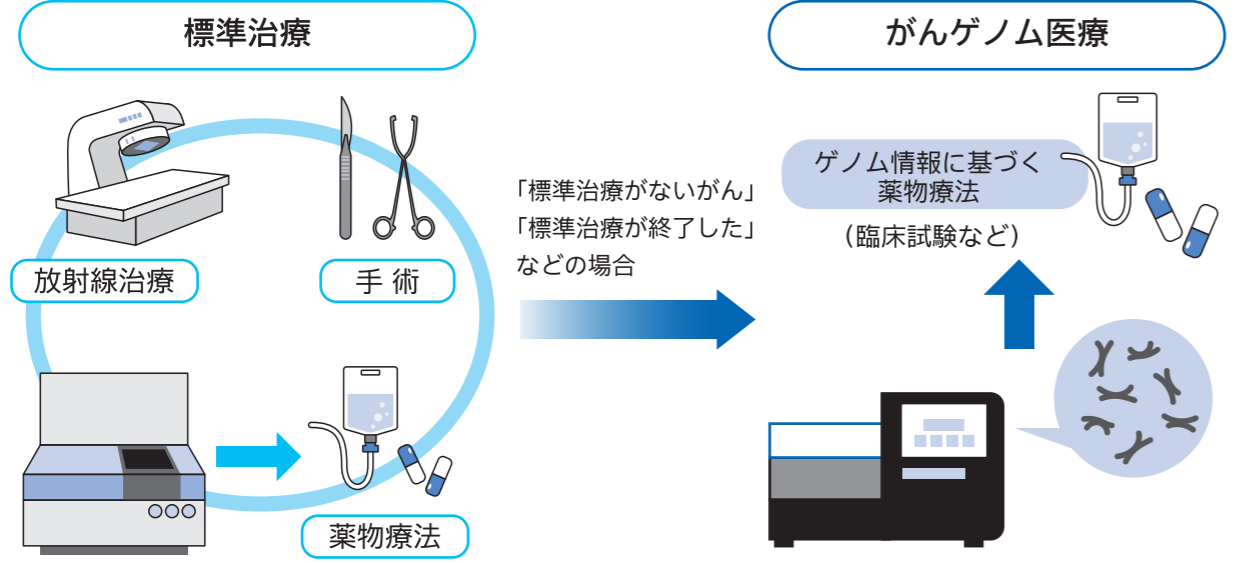 標準治療
がんゲノム医療
放射線治療
手 術
薬物療法
「標準治療がないがん」
「標準治療が終了した」
などの場合
ゲノム情報に基づく
薬物療法
（臨床試験など）